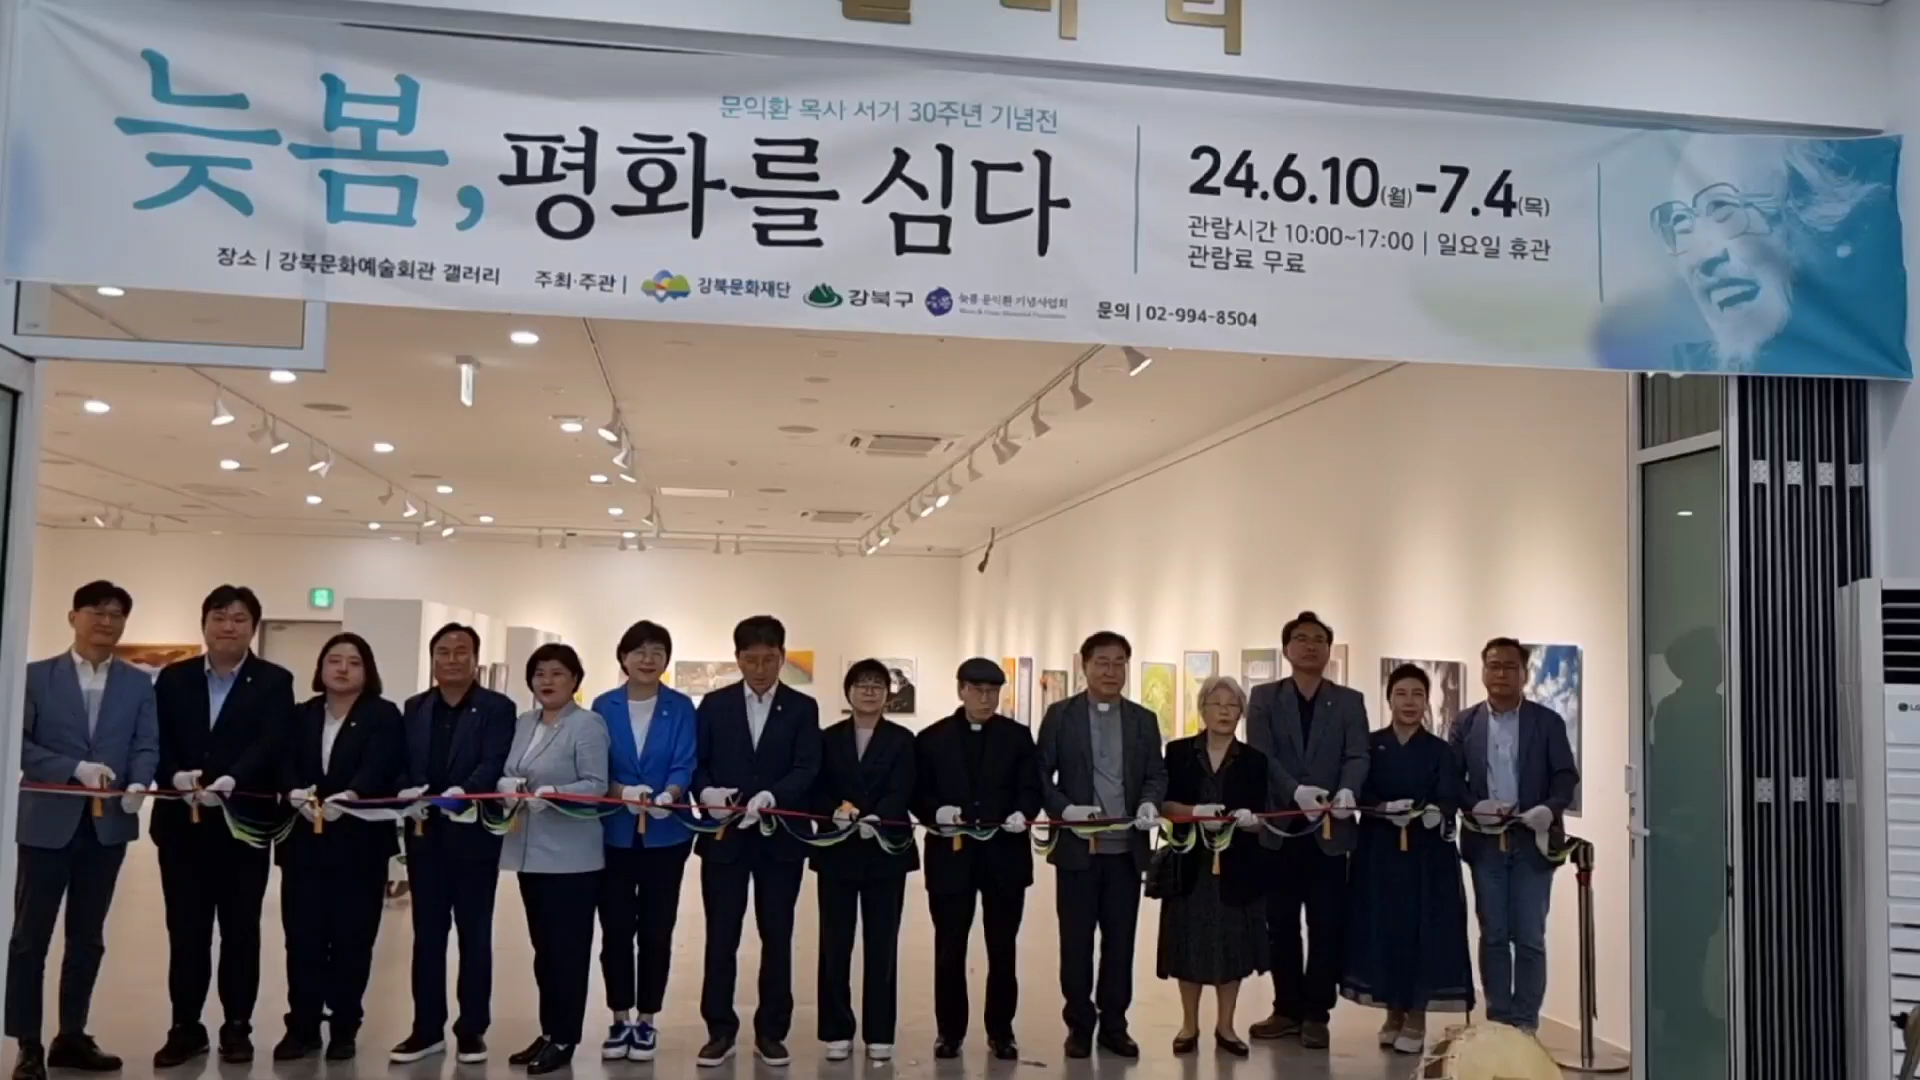 갤러리
문익환 목사 서거 30주년 기념전
늦봄, 평화를 심다
24.6.10(월)-7.4(목)
관람시간 10:00~17:00 | 일요일 휴관
관람료 무료
장소 | 강북문화예술회관 갤러리
주최·주관 | 강북문화재단 강북구 늦봄 문익환 기념사업회
문의 | 02-994-8504
LG